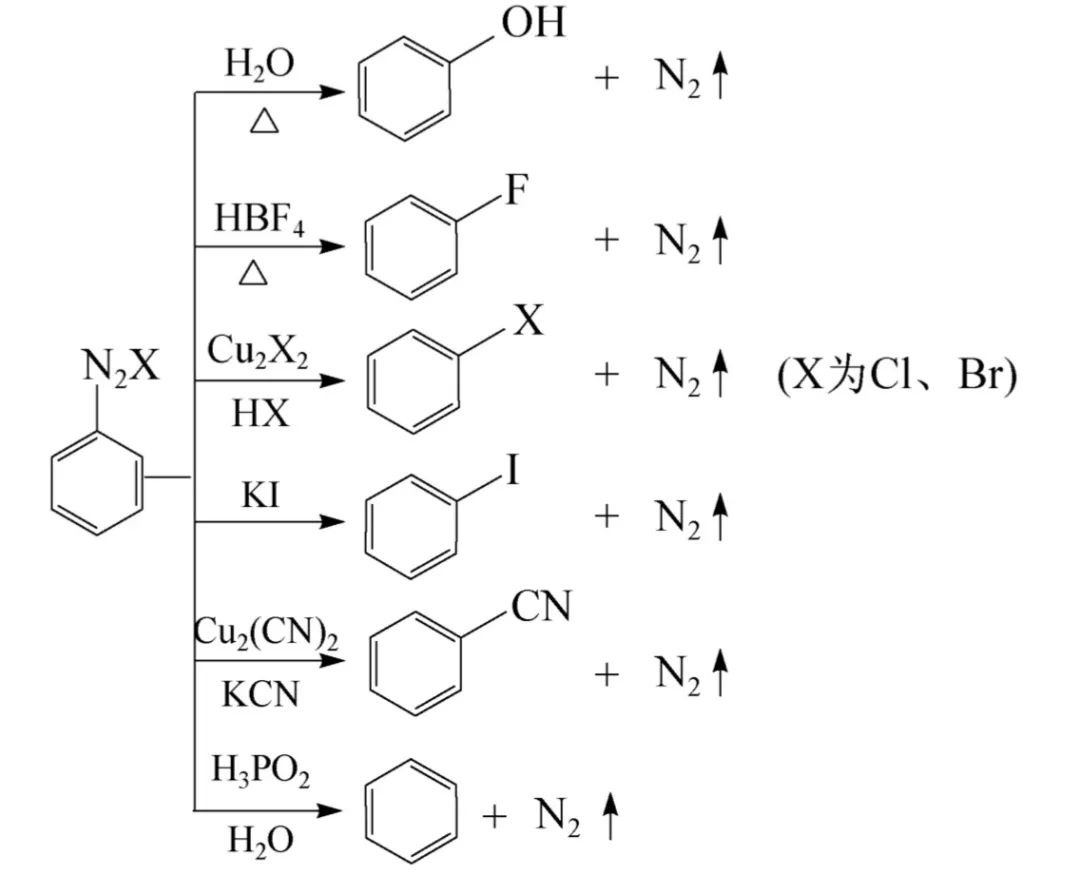 OH
H₂O
△
+ N₂↑
F
HBF₄
△
+ N₂↑
X
Cu₂X₂
HX
+ N₂↑ (X为Cl、Br)
N₂X
I
KI
+ N₂↑
CN
Cu₂(CN)₂
KCN
+ N₂↑
H₃PO₂
H₂O
+ N₂↑